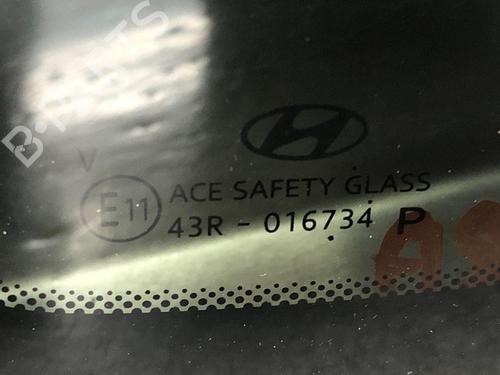 B-PARTS
V
E11
ACE SAFETY GLASS
43R - 016734 P